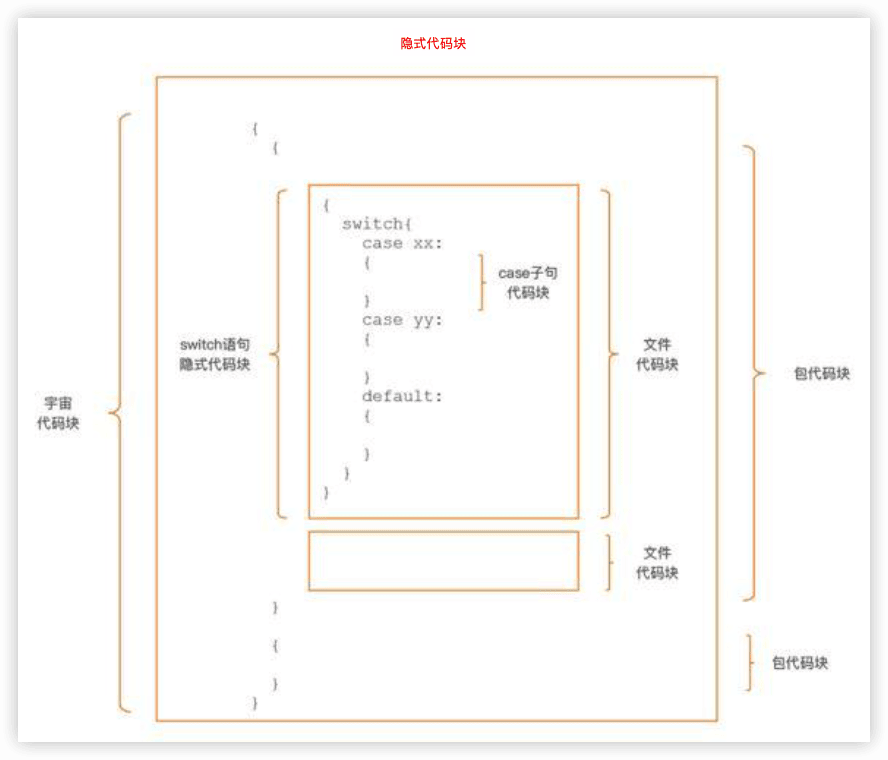 隐式代码块
{
{
{
switch{
case xx:
{
case子句
代码块
}
case yy:
switch语句
隐式代码块
{
文件
代码块
}
包代码块
default:
宇宙
代码块
{
}
}
}
文件
代码块
}
{
包代码块
}
}